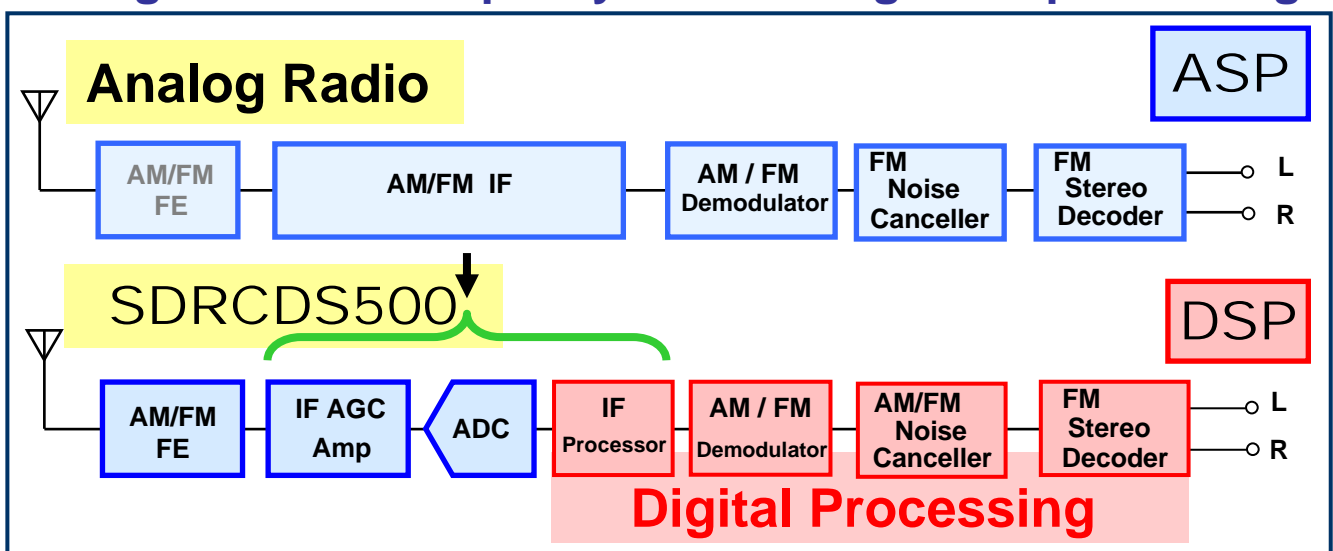 Analog Radio
ASP
AM/FM
FE
AM/FM IF
AM / FM
Demodulator
FM
Noise
Canceller
FM
Stereo
Decoder
L
R
SDRCDS500
DSP
AM/FM
FE
IF AGC
Amp
ADC
IF
Processor
AM / FM
Demodulator
AM/FM
Noise
Canceller
FM
Stereo
Decoder
L
R
Digital Processing